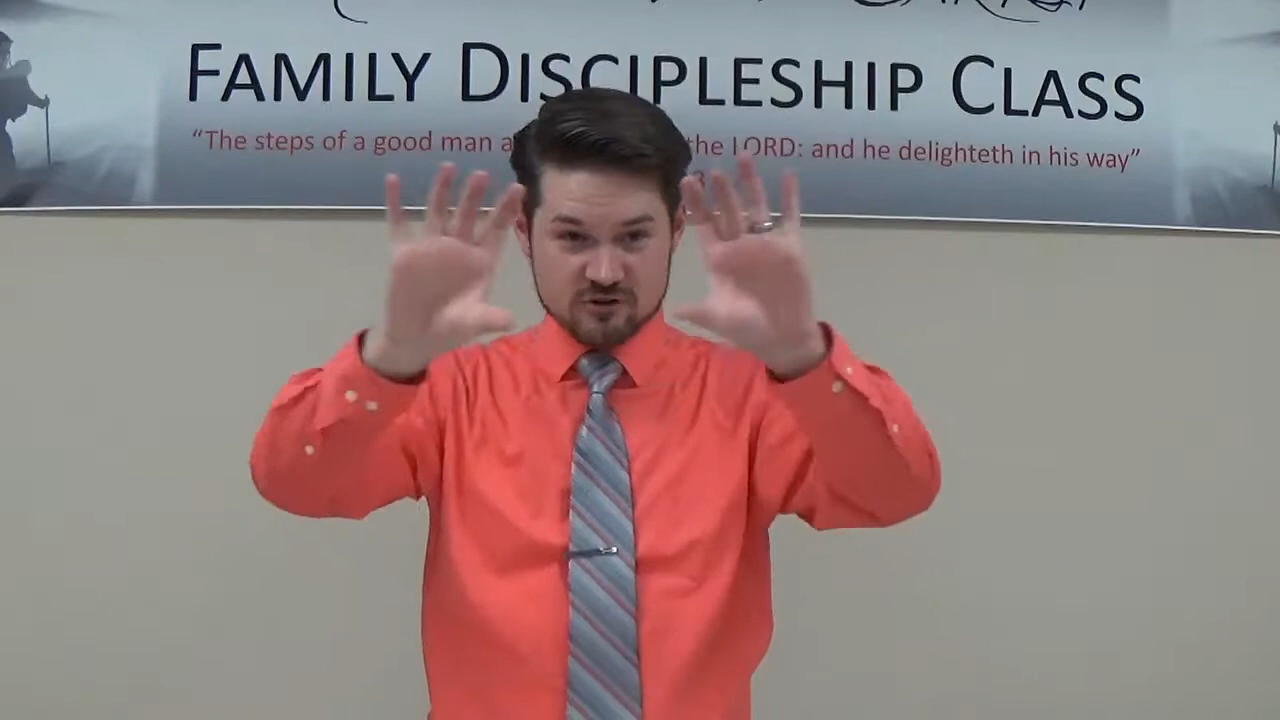 FAMILY DISCIPLESHIP CLASS
“The steps of a good man a the LORD: and he delighteth in his way”